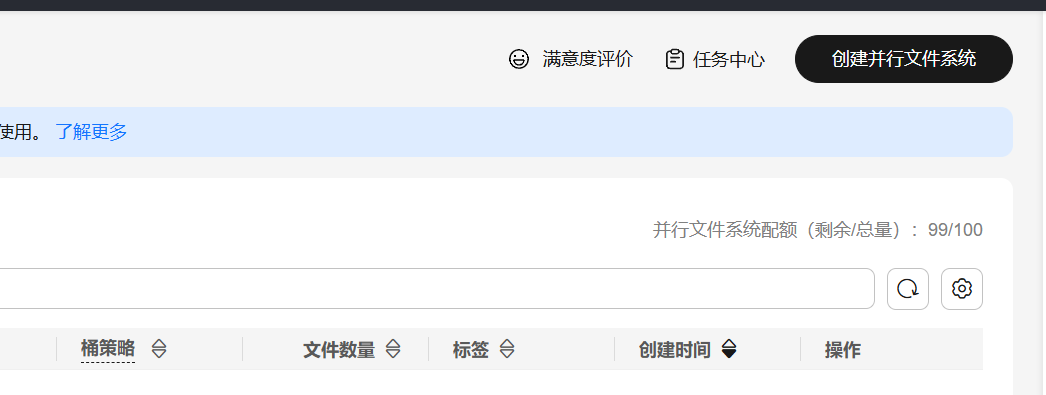 满意度评价 任务中心 创建并行文件系统
使用。 了解更多
并行文件系统配额（剩余/总量）：99/100
桶策略 文件数量 标签 创建时间 操作